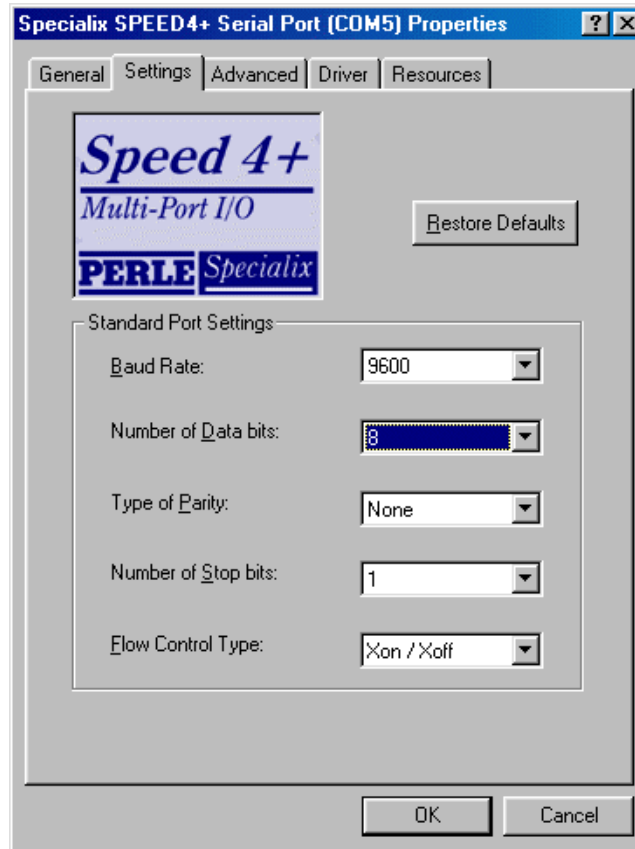 Specialix SPEED4+ Serial Port (COM5) Properties
General Settings Advanced Driver Resources
Speed 4+
Multi-Port I/O
PERLE Specialix
Restore Defaults
Standard Port Settings
Baud Rate: 9600
Number of Data bits: 8
Type of Parity: None
Number of Stop bits: 1
Flow Control Type: Xon / Xoff
OK Cancel